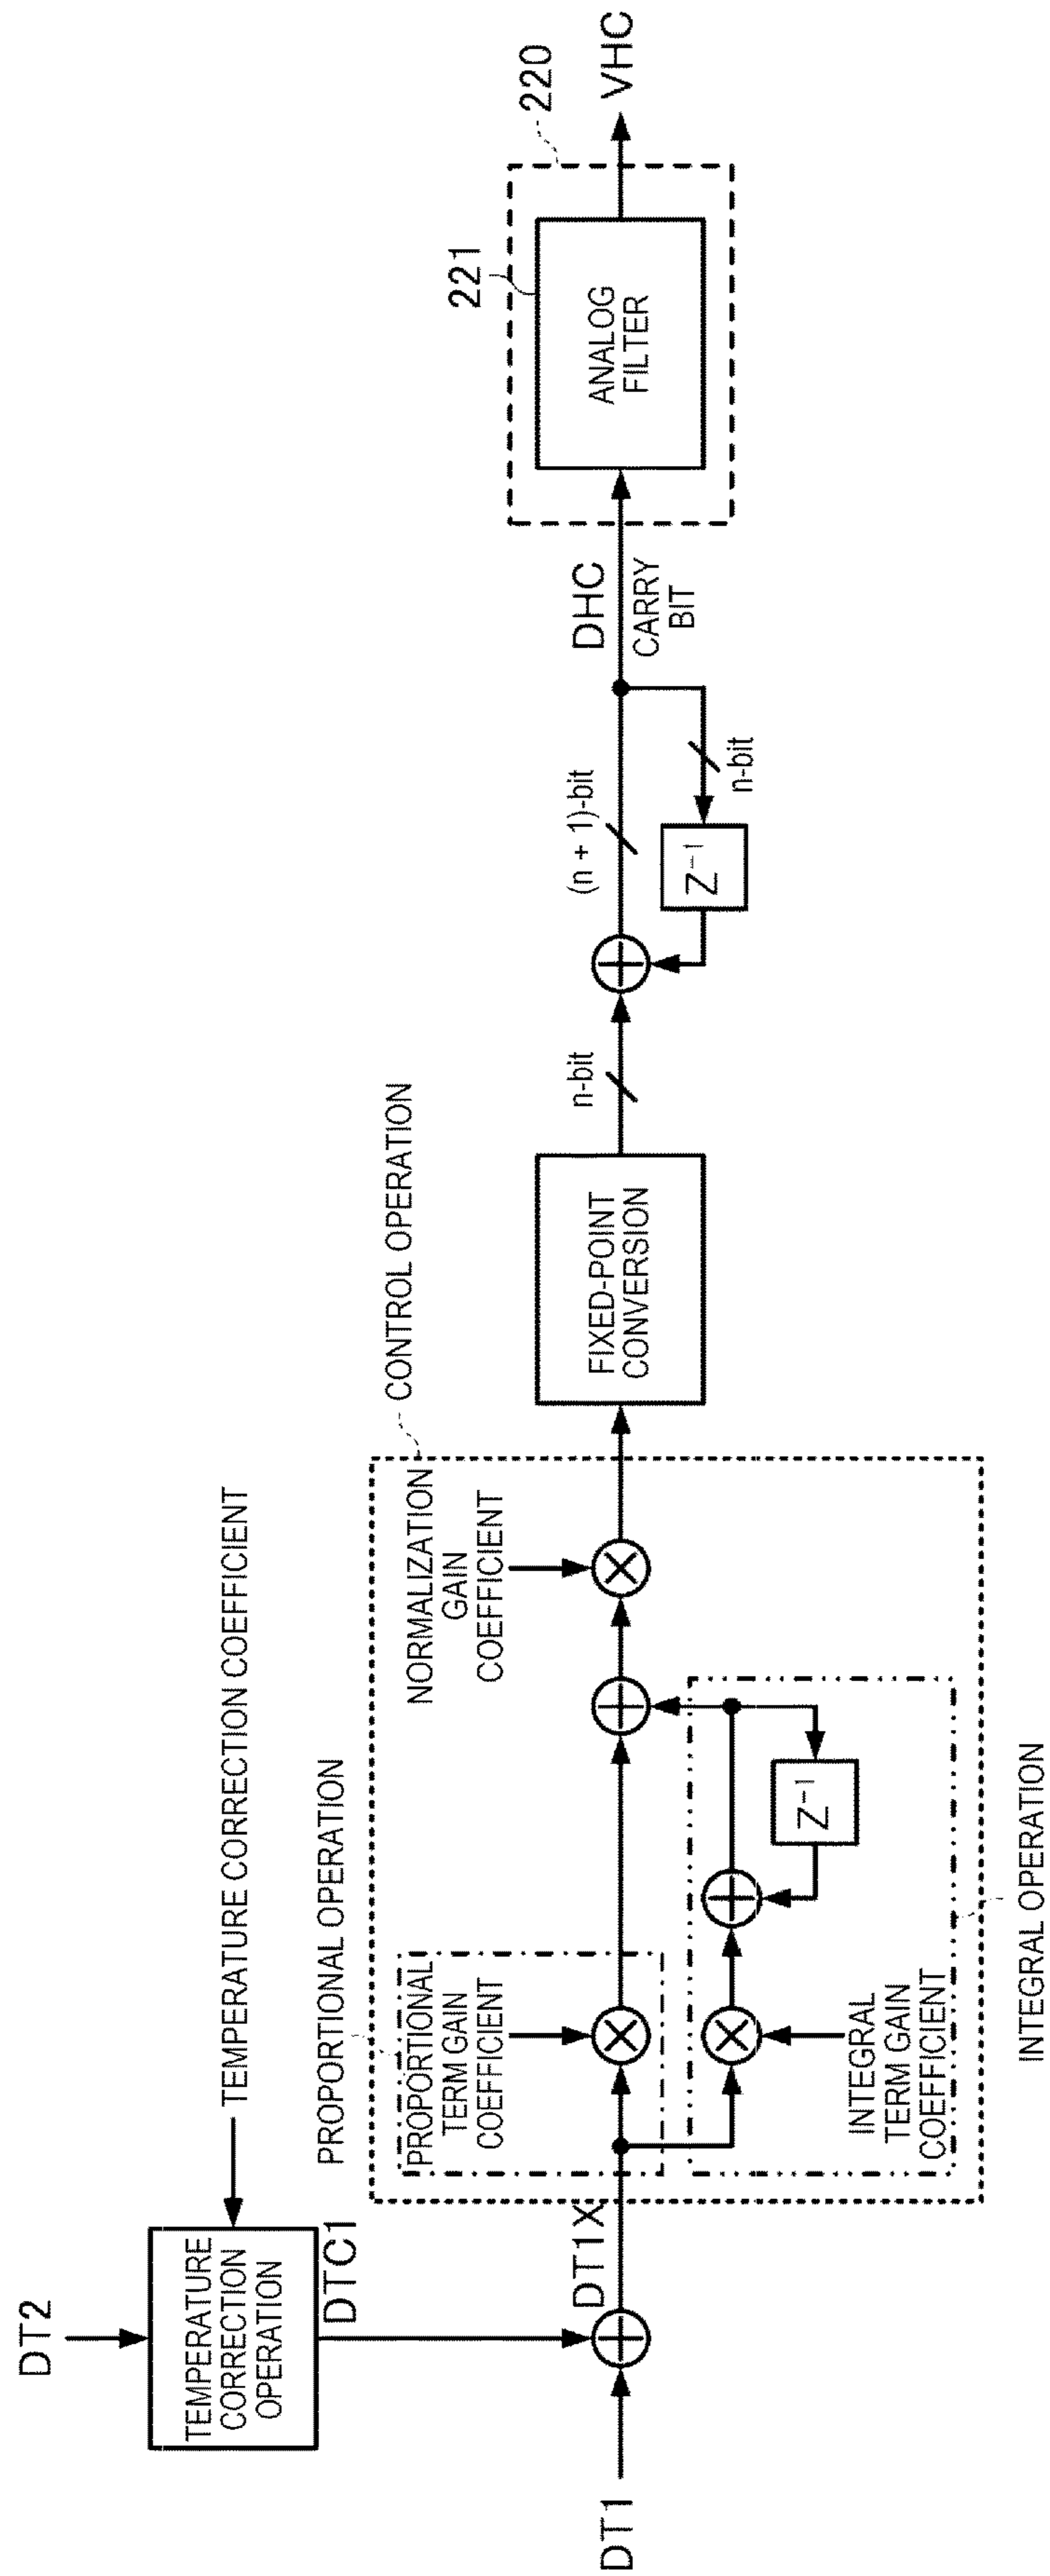 DT2
TEMPERATURE
CORRECTION
OPERATION
TEMPERATURE CORRECTION COEFFICIENT
DTC1
DT1
DT1X
PROPORTIONAL OPERATION
PROPORTIONAL
TERM GAIN
COEFFICIENT
INTEGRAL
TERM GAIN
COEFFICIENT
INTEGRAL OPERATION
Z⁻¹
NORMALIZATION
GAIN
COEFFICIENT
CONTROL OPERATION
FIXED-POINT
CONVERSION
n-bit
(n + 1)-bit
Z⁻¹
n-bit
DHC
CARRY
BIT
221
ANALOG
FILTER
220
VHC